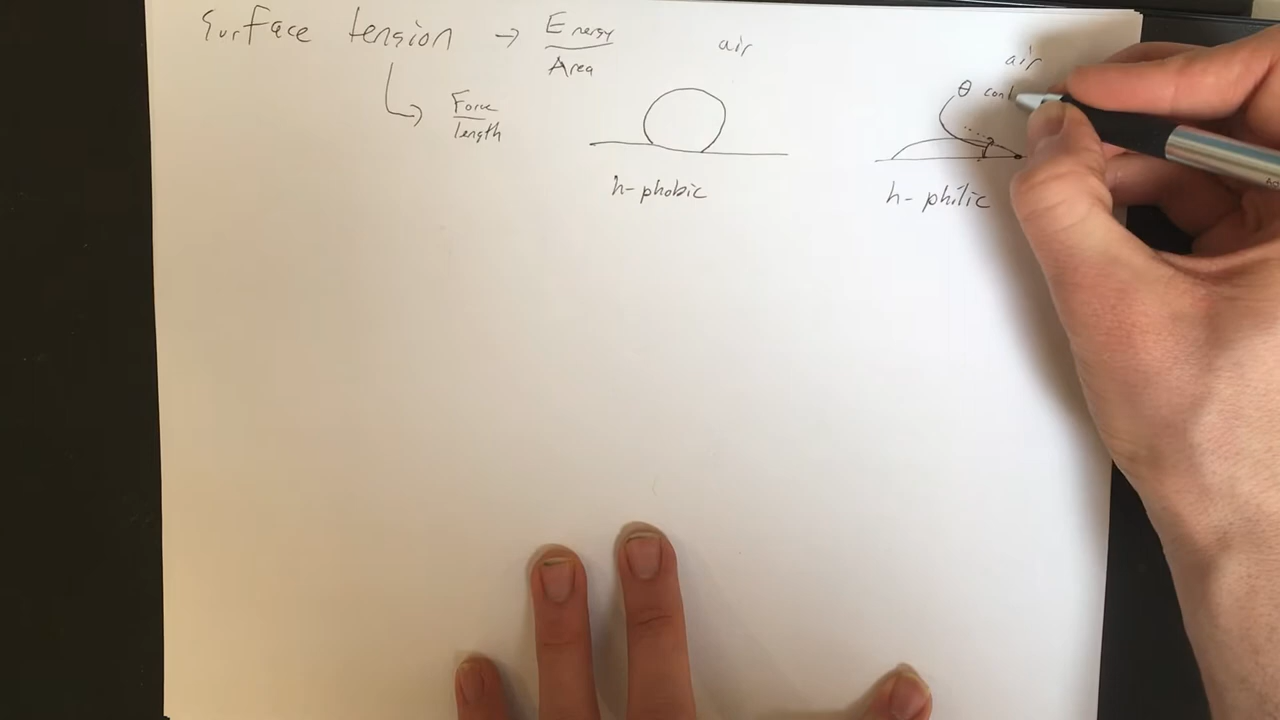 Surface tension → Energy
Area
Force
length
air
h-phobic
air
θ cont
h-philic